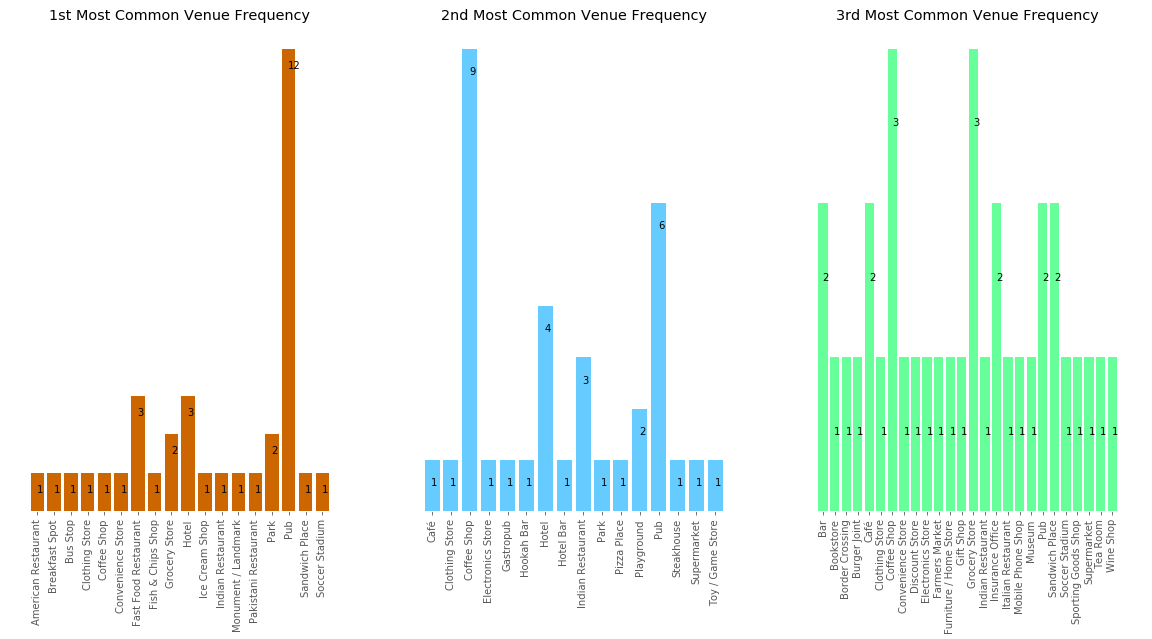 1st Most Common Venue Frequency
1
1
1
1
1
1
3
1
2
3
1
1
1
1
2
12
1
1
American Restaurant
Breakfast Spot
Bus Stop
Clothing Store
Coffee Shop
Convenience Store
Fast Food Restaurant
Fish & Chips Shop
Grocery Store
Hotel
Ice Cream Shop
Indian Restaurant
Monument / Landmark
Pakistani Restaurant
Park
Pub
Sandwich Place
Soccer Stadium
2nd Most Common Venue Frequency
1
1
9
1
1
1
4
1
3
1
1
2
6
1
1
1
Café
Clothing Store
Coffee Shop
Electronics Store
Gastropub
Hookah Bar
Hotel
Hotel Bar
Indian Restaurant
Park
Pizza Place
Playground
Pub
Steakhouse
Supermarket
Toy / Game Store
3rd Most Common Venue Frequency
2
1
1
1
2
1
3
1
1
1
1
1
1
3
1
2
1
1
1
2
2
1
1
1
1
1
Bar
Bookstore
Border Crossing
Burger Joint
Café
Clothing Store
Coffee Shop
Convenience Store
Discount Store
Electronics Store
Farmers Market
Furniture / Home Store
Gift Shop
Grocery Store
Indian Restaurant
Insurance Office
Italian Restaurant
Mobile Phone Shop
Museum
Pub
Sandwich Place
Soccer Stadium
Sporting Goods Shop
Supermarket
Tea Room
Wine Shop